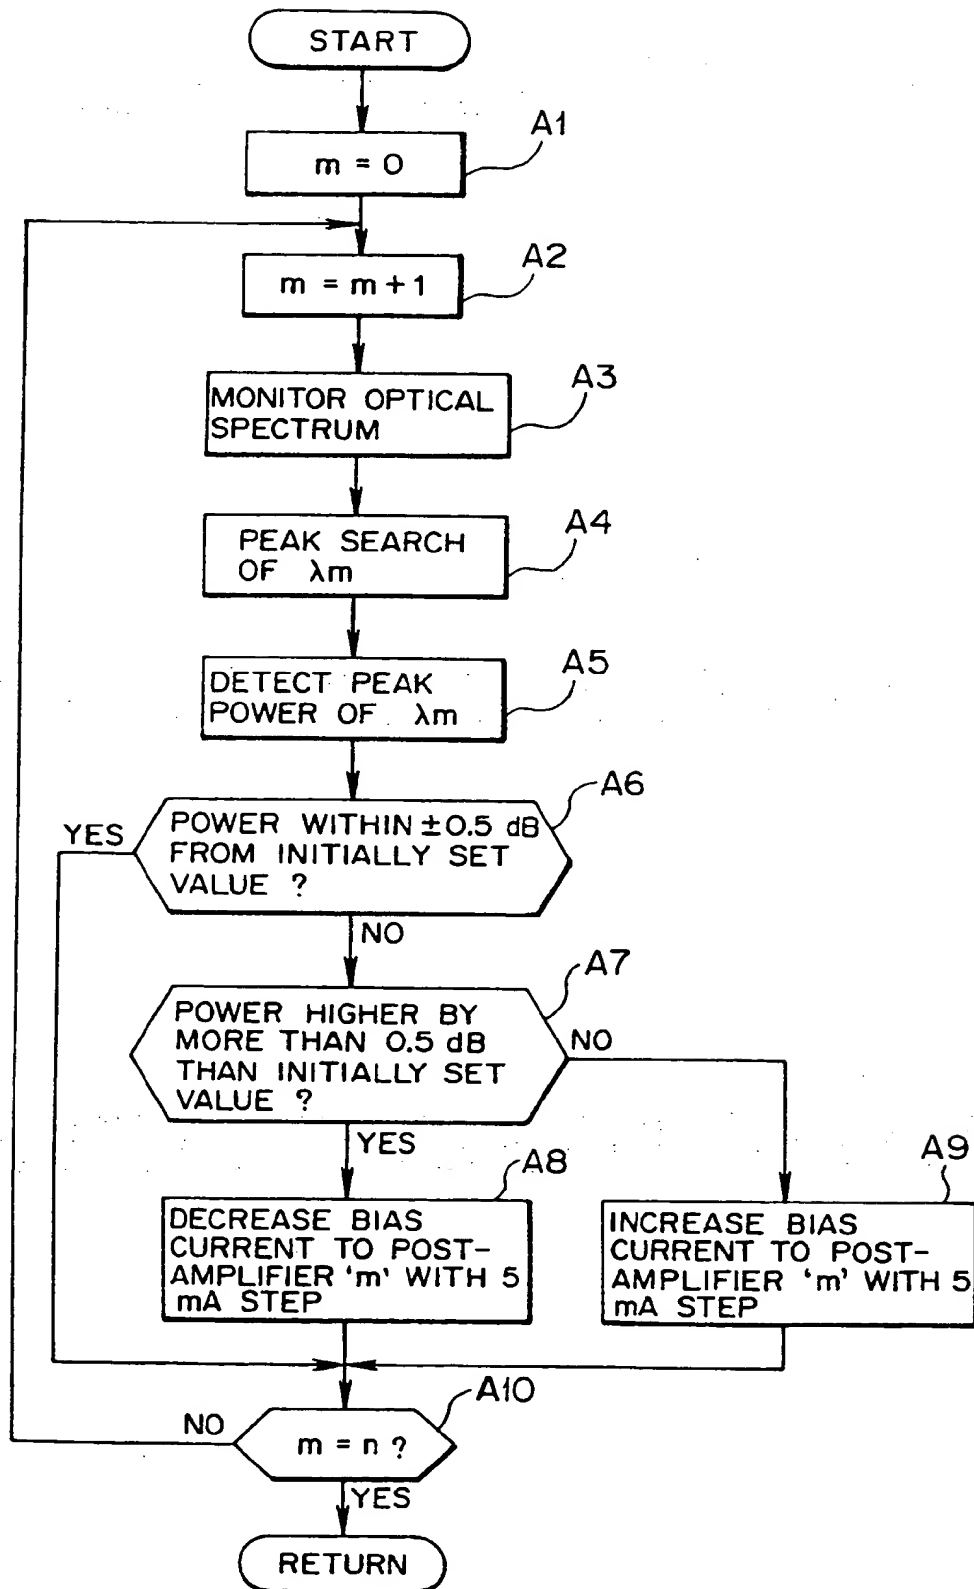 START
A1
m = 0
A2
m = m + 1
A3
MONITOR OPTICAL
SPECTRUM
A4
PEAK SEARCH
OF λm
A5
DETECT PEAK
POWER OF λm
A6
YES
POWER WITHIN ±0.5 dB
FROM INITIALLY SET
VALUE ?
NO
A7
POWER HIGHER BY
MORE THAN 0.5 dB
THAN INITIALLY SET
VALUE ?
NO
YES
A8
DECREASE BIAS
CURRENT TO POST-
AMPLIFIER ‘m’ WITH 5
mA STEP
A9
INCREASE BIAS
CURRENT TO POST-
AMPLIFIER ‘m’ WITH 5
mA STEP
A10
NO
m = n ?
YES
RETURN